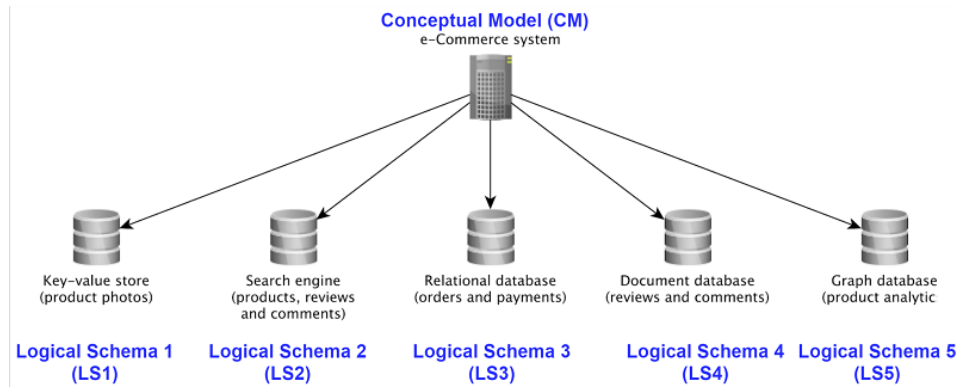 Conceptual Model (CM)
e-Commerce system
Key-value store
(product photos)
Search engine
(products, reviews
and comments)
Relational database
(orders and payments)
Document database
(reviews and comments)
Graph database
(product analytic
Logical Schema 1
(LS1)
Logical Schema 2
(LS2)
Logical Schema 3
(LS3)
Logical Schema 4
(LS4)
Logical Schema 5
(LS5)